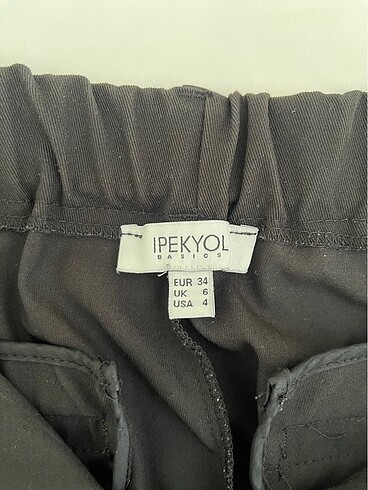 IPEKYOL
BASICS
EUR 34
UK 6
USA 4